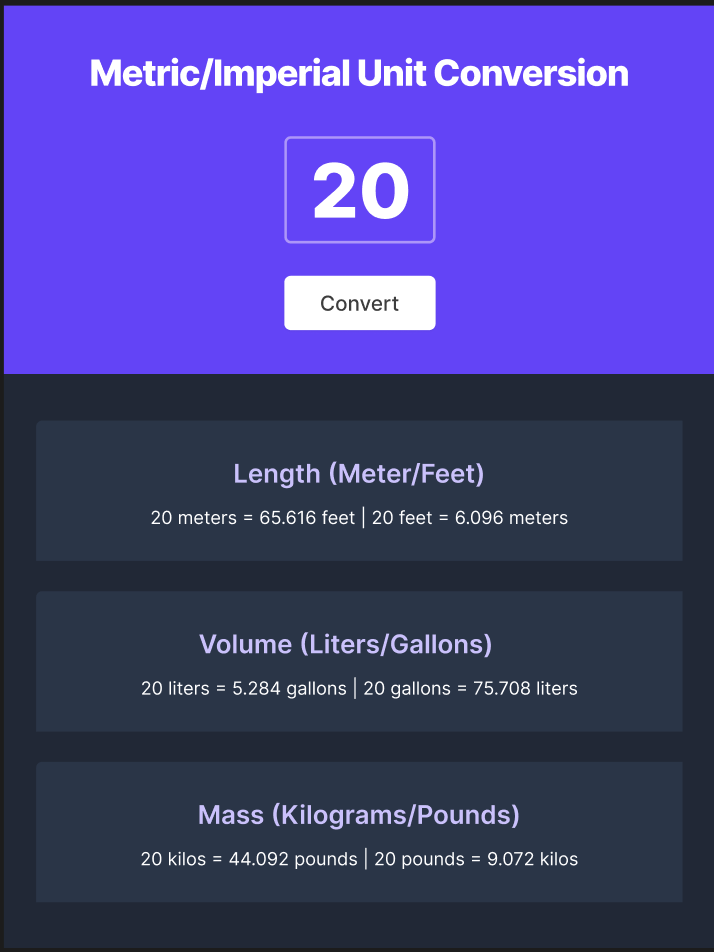 Metric/Imperial Unit Conversion
20
Convert
Length (Meter/Feet)
20 meters = 65.616 feet | 20 feet = 6.096 meters
Volume (Liters/Gallons)
20 liters = 5.284 gallons | 20 gallons = 75.708 liters
Mass (Kilograms/Pounds)
20 kilos = 44.092 pounds | 20 pounds = 9.072 kilos